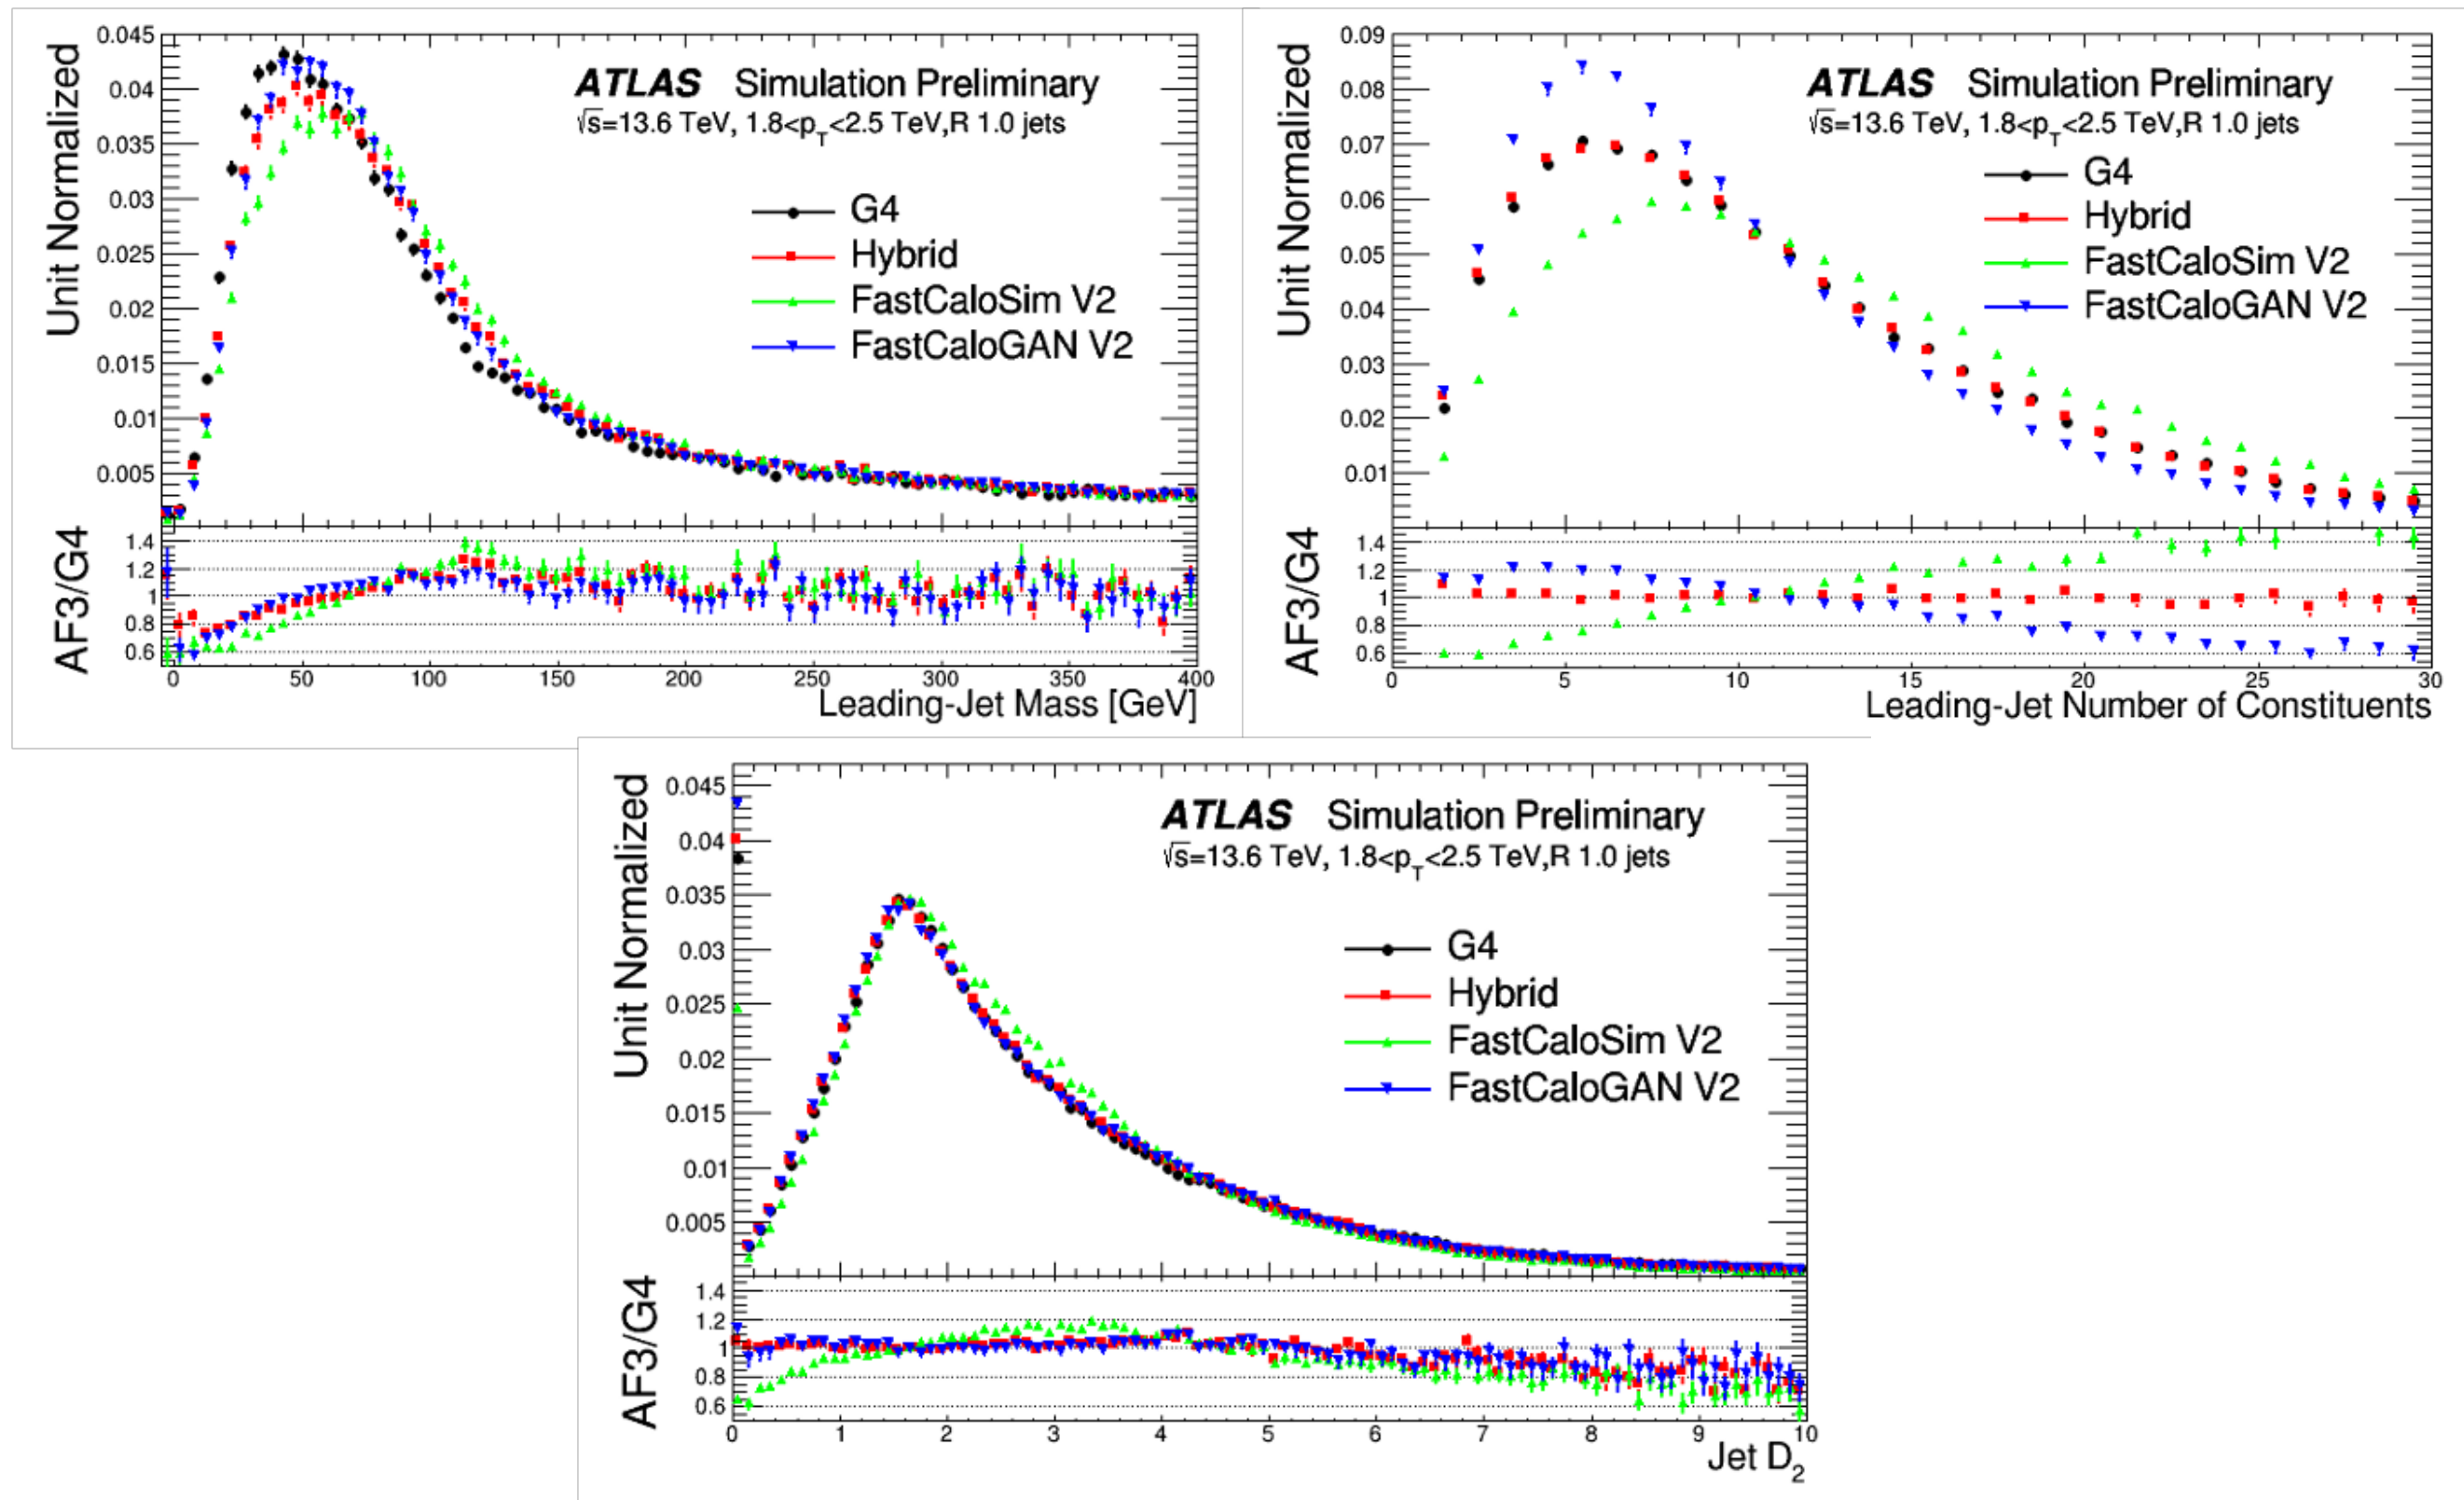 Unit Normalized
0.045
0.04
0.035
0.03
0.025
0.02
0.015
0.01
0.005
ATLAS Simulation Preliminary
√s=13.6 TeV, 1.8<p_T<2.5 TeV,R 1.0 jets
G4
Hybrid
FastCaloSim V2
FastCaloGAN V2
AF3/G4
1.4
1.2
1
0.8
0.6
0 50 100 150 200 250 300 350 400
Leading-Jet Mass [GeV]
Unit Normalized
0.09
0.08
0.07
0.06
0.05
0.04
0.03
0.02
0.01
ATLAS Simulation Preliminary
√s=13.6 TeV, 1.8<p_T<2.5 TeV,R 1.0 jets
G4
Hybrid
FastCaloSim V2
FastCaloGAN V2
AF3/G4
1.4
1.2
1
0.8
0.6
0 5 10 15 20 25 30
Leading-Jet Number of Constituents
Unit Normalized
0.045
0.04
0.035
0.03
0.025
0.02
0.015
0.01
0.005
ATLAS Simulation Preliminary
√s=13.6 TeV, 1.8<p_T<2.5 TeV,R 1.0 jets
G4
Hybrid
FastCaloSim V2
FastCaloGAN V2
AF3/G4
1.4
1.2
1
0.8
0.6
0 1 2 3 4 5 6 7 8 9 10
Jet D₂